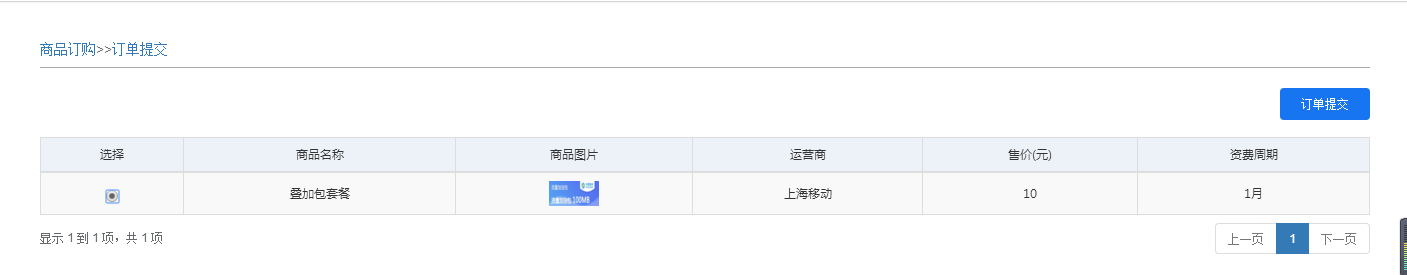 商品订购>>订单提交
订单提交
选择 商品名称 商品图片 运营商 售价(元) 资费周期
叠加包套餐 100MB 上海移动 10 1月
显示 1 到 1 项，共 1 项
上一页 1 下一页